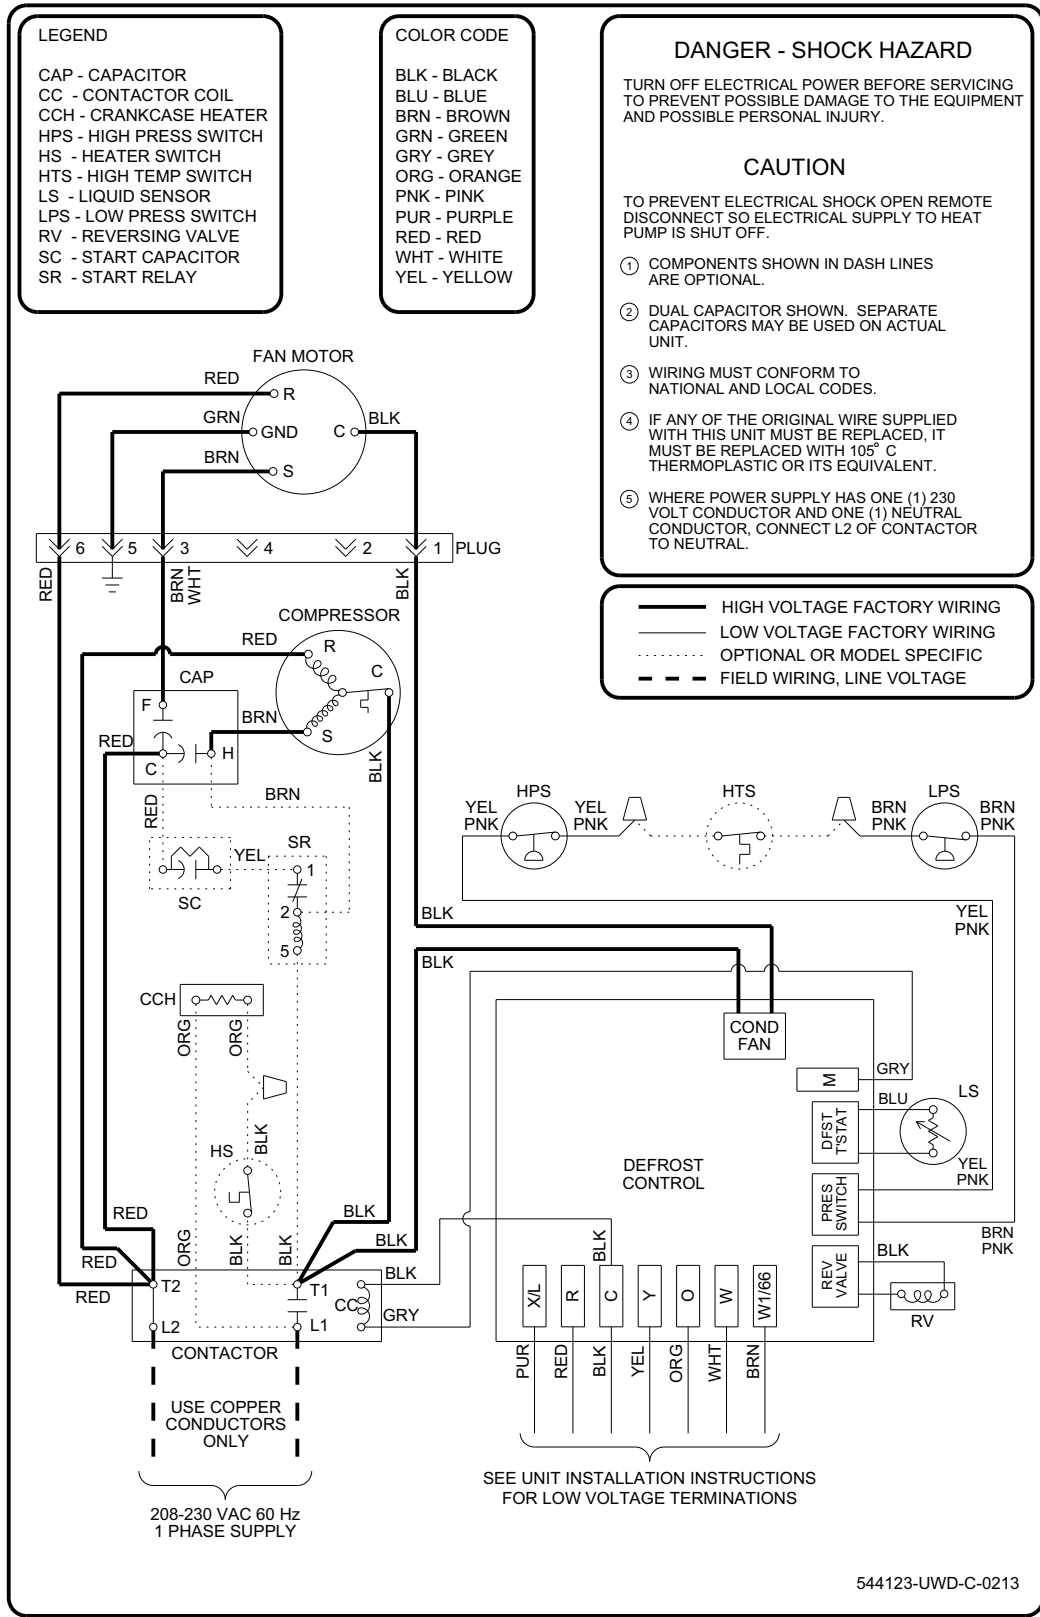 LEGEND
CAP - CAPACITOR
CC - CONTACTOR COIL
CCH - CRANKCASE HEATER
HPS - HIGH PRESS SWITCH
HS - HEATER SWITCH
HTS - HIGH TEMP SWITCH
LS - LIQUID SENSOR
LPS - LOW PRESS SWITCH
RV - REVERSING VALVE
SC - START CAPACITOR
SR - START RELAY
COLOR CODE
BLK - BLACK
BLU - BLUE
BRN - BROWN
GRN - GREEN
GRY - GREY
ORG - ORANGE
PNK - PINK
PUR - PURPLE
RED - RED
WHT - WHITE
YEL - YELLOW
DANGER - SHOCK HAZARD
TURN OFF ELECTRICAL POWER BEFORE SERVICING
TO PREVENT POSSIBLE DAMAGE TO THE EQUIPMENT
AND POSSIBLE PERSONAL INJURY.
CAUTION
TO PREVENT ELECTRICAL SHOCK OPEN REMOTE
DISCONNECT SO ELECTRICAL SUPPLY TO HEAT
PUMP IS SHUT OFF.
① COMPONENTS SHOWN IN DASH LINES
ARE OPTIONAL.
② DUAL CAPACITOR SHOWN. SEPARATE
CAPACITORS MAY BE USED ON ACTUAL
UNIT.
③ WIRING MUST CONFORM TO
NATIONAL AND LOCAL CODES.
④ IF ANY OF THE ORIGINAL WIRE SUPPLIED
WITH THIS UNIT MUST BE REPLACED, IT
MUST BE REPLACED WITH 105° C
THERMOPLASTIC OR ITS EQUIVALENT.
⑤ WHERE POWER SUPPLY HAS ONE (1) 230
VOLT CONDUCTOR AND ONE (1) NEUTRAL
CONDUCTOR, CONNECT L2 OF CONTACTOR
TO NEUTRAL.
HIGH VOLTAGE FACTORY WIRING
LOW VOLTAGE FACTORY WIRING
OPTIONAL OR MODEL SPECIFIC
FIELD WIRING, LINE VOLTAGE
FAN MOTOR
RED
R
GRN
GND
C
BLK
BRN
S
6
5
3
4
2
1
PLUG
RED
BRN
WHT
BLK
COMPRESSOR
RED
R
C
S
BRN
BLK
CAP
F
C
H
RED
RED
BRN
SC
YEL
SR
1
2
5
CCH
ORG
ORG
BLK
HS
HPS
YEL
PNK
YEL
PNK
HTS
LPS
BRN
PNK
BRN
PNK
YEL
PNK
BLK
BLK
COND
FAN
M
GRY
DFST
T'STAT
BLU
LS
PRES
SWITCH
YEL
PNK
BRN
PNK
REV
VALVE
BLK
RV
DEFROST
CONTROL
RED
RED
RED
ORG
BLK
BLK
BLK
BLK
T2
L2
T1
L1
CC
BLK
GRY
CONTACTOR
USE COPPER
CONDUCTORS
ONLY
208-230 VAC 60 Hz
1 PHASE SUPPLY
BLK
X/L
R
C
Y
O
W
W1/66
PUR
RED
BLK
YEL
ORG
WHT
BRN
SEE UNIT INSTALLATION INSTRUCTIONS
FOR LOW VOLTAGE TERMINATIONS
544123-UWD-C-0213